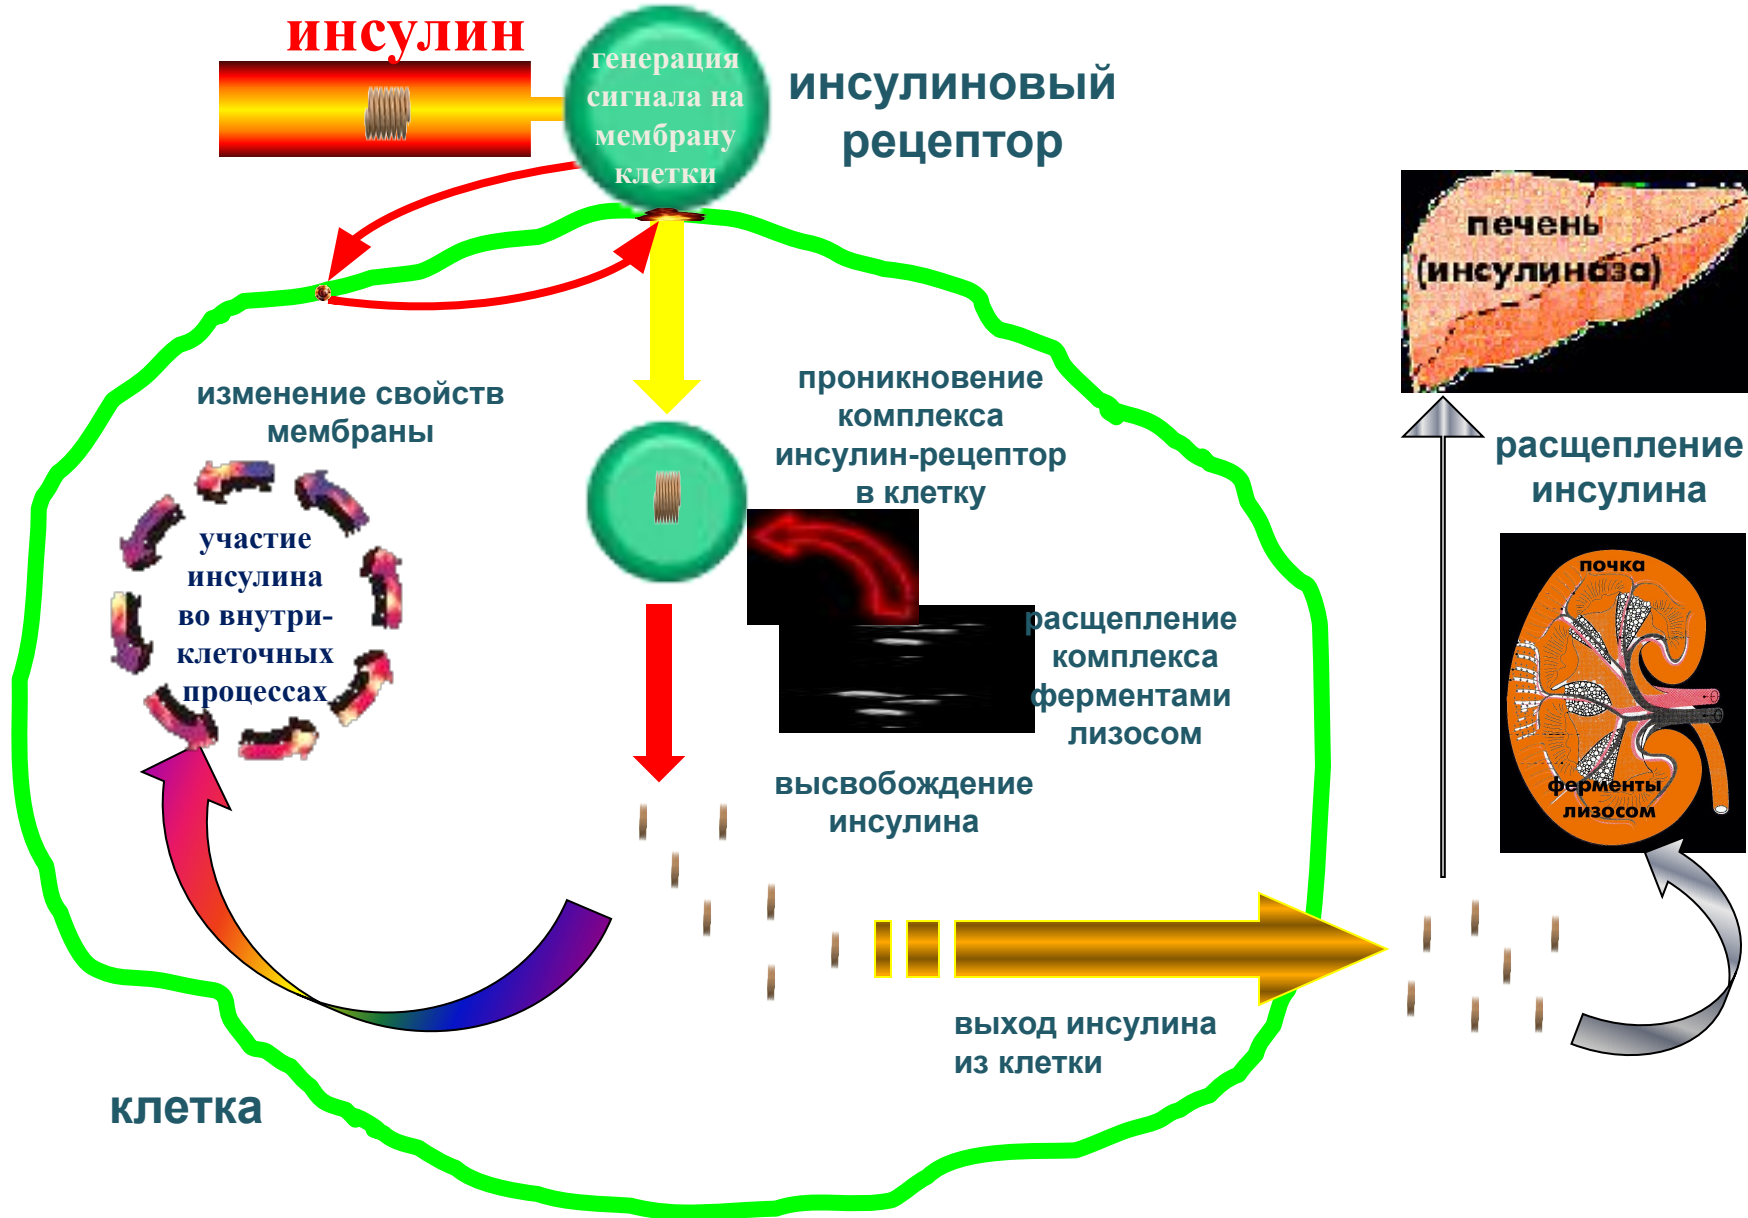 инсулин
генерация
сигнала на
мембрану
клетки
инсулиновый
рецептор
печень
(инсулиназа)
изменение свойств
мембраны
проникновение
комплекса
инсулин-рецептор
в клетку
расщепление
инсулина
участие
инсулина
во внутри-
клеточных
процессах
почка
ферменты
лизосом
расщепление
комплекса
ферментами
лизосом
высвобождение
инсулина
выход инсулина
из клетки
клетка